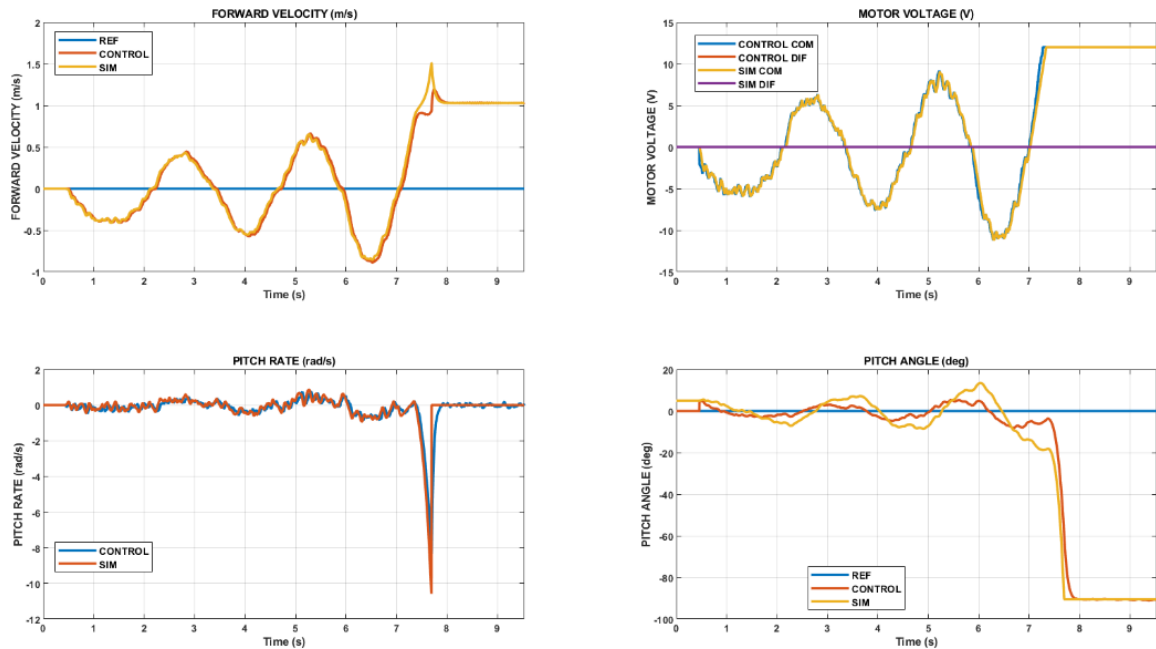 FORWARD VELOCITY (m/s)
2
1.5
1
0.5
0
-0.5
-1
FORWARD VELOCITY (m/s)
REF
CONTROL
SIM
0 1 2 3 4 5 6 7 8 9
Time (s)
MOTOR VOLTAGE (V)
15
10
5
0
-5
-10
-15
MOTOR VOLTAGE (V)
CONTROL COM
CONTROL DIF
SIM COM
SIM DIF
0 1 2 3 4 5 6 7 8 9
Time (s)
PITCH RATE (rad/s)
2
0
-2
-4
-6
-8
-10
-12
PITCH RATE (rad/s)
CONTROL
SIM
0 1 2 3 4 5 6 7 8 9
Time (s)
PITCH ANGLE (deg)
20
0
-20
-40
-60
-80
-100
PITCH ANGLE (deg)
REF
CONTROL
SIM
0 1 2 3 4 5 6 7 8 9
Time (s)